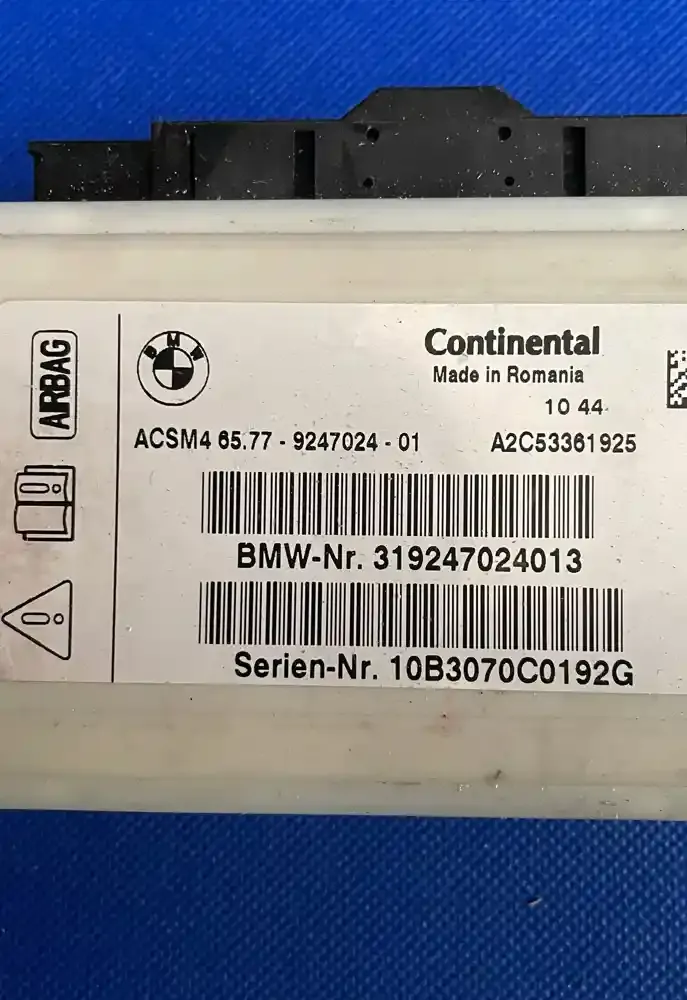 AIRBAG
BMW
Continental
Made in Romania
10 44
ACSM4 65.77 - 9247024 - 01 A2C53361925
BMW-Nr. 319247024013
Serien-Nr. 10B3070C0192G